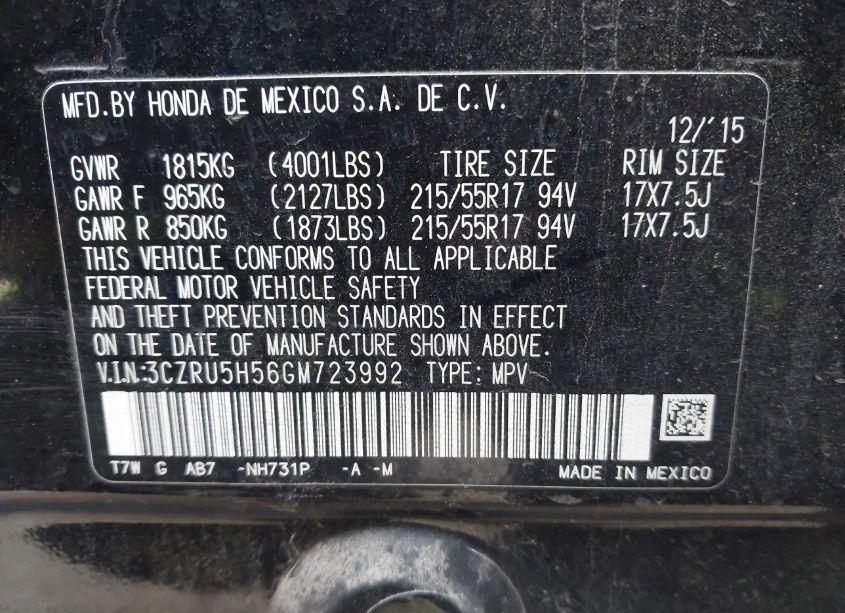 MFD.BY HONDA DE MEXICO S.A. DE C.V.
12/'15
GVWR 1815KG (4001LBS) TIRE SIZE RIM SIZE
GAWR F 965KG (2127LBS) 215/55R17 94V 17X7.5J
GAWR R 850KG (1873LBS) 215/55R17 94V 17X7.5J
THIS VEHICLE CONFORMS TO ALL APPLICABLE
FEDERAL MOTOR VEHICLE SAFETY
AND THEFT PREVENTION STANDARDS IN EFFECT
ON THE DATE OF MANUFACTURE SHOWN ABOVE.
V.I.N.:3CZRU5H56GM723992 TYPE: MPV
T7W G AB7 -NH731P -A -M MADE IN MEXICO